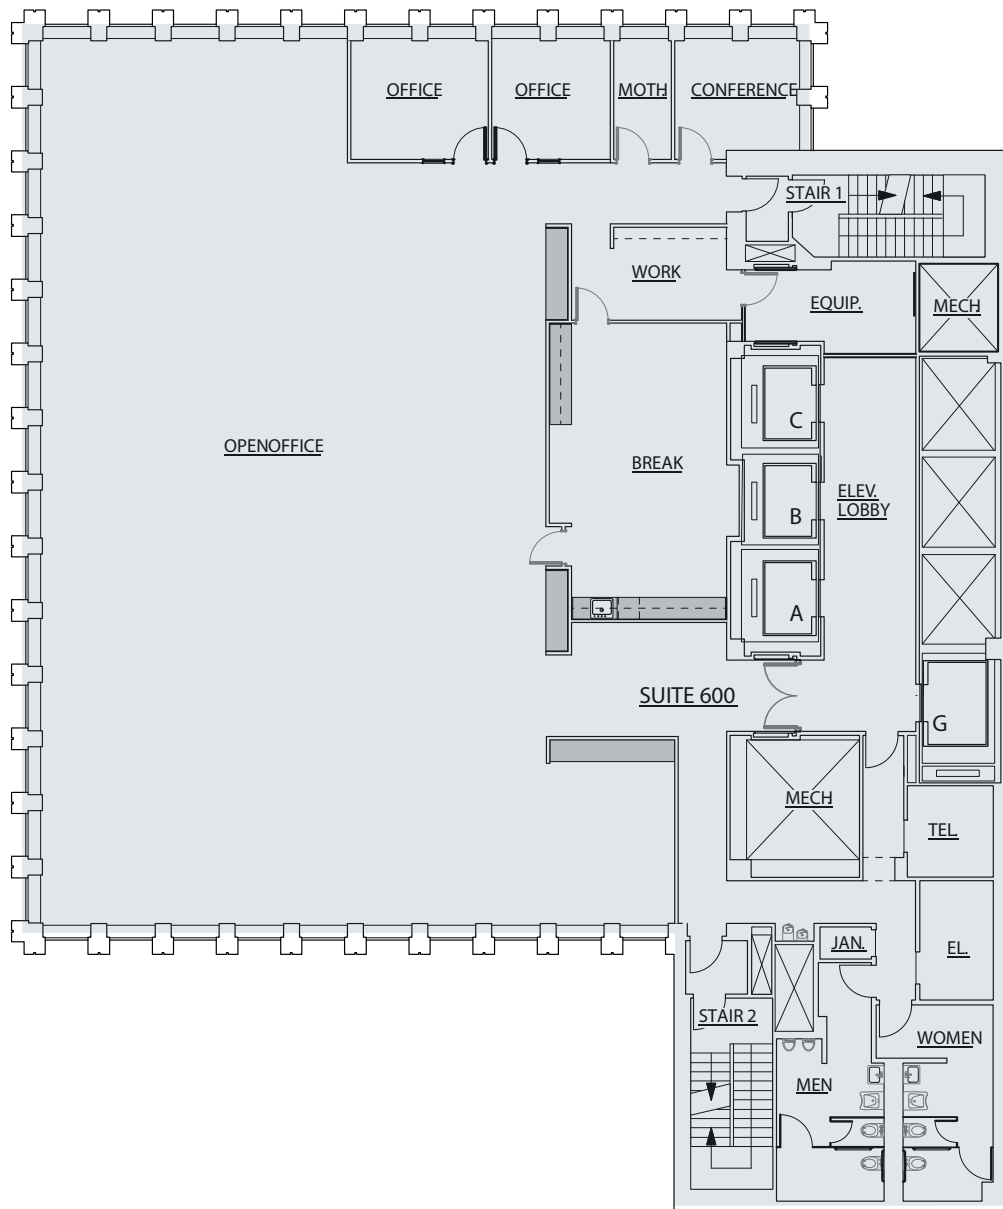 OFFICE
OFFICE
MOTH.
CONFERENCE
STAIR 1
WORK
EQUIP.
MECH.
C
OPENOFFICE
BREAK
ELEV.
LOBBY
B
A
SUITE 600
G
MECH.
TEL.
JAN.
EL.
STAIR 2
WOMEN
MEN